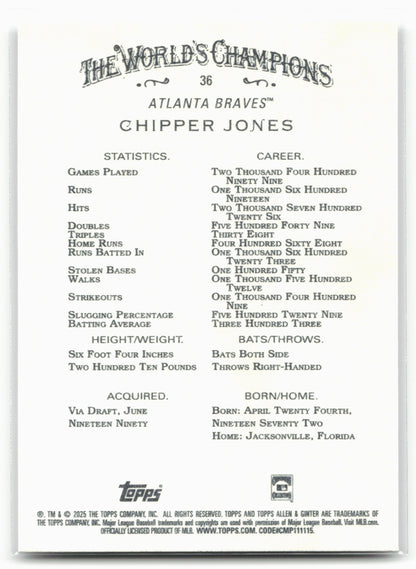 THE WORLD'S CHAMPIONS
36
ATLANTA BRAVES™
CHIPPER JONES
STATISTICS. CAREER.
GAMES PLAYED TWO THOUSAND FOUR HUNDRED
NINETY NINE
RUNS ONE THOUSAND SIX HUNDRED
NINETEEN
HITS TWO THOUSAND SEVEN HUNDRED
TWENTY SIX
DOUBLES FIVE HUNDRED FORTY NINE
TRIPLES THIRTY EIGHT
HOME RUNS FOUR HUNDRED SIXTY EIGHT
RUNS BATTED IN ONE THOUSAND SIX HUNDRED
TWENTY THREE
STOLEN BASES ONE HUNDRED FIFTY
WALKS ONE THOUSAND FIVE HUNDRED
TWELVE
STRIKEOUTS ONE THOUSAND FOUR HUNDRED
NINE
SLUGGING PERCENTAGE FIVE HUNDRED TWENTY NINE
BATTING AVERAGE THREE HUNDRED THREE
HEIGHT/WEIGHT. BATS/THROWS.
SIX FOOT FOUR INCHES BATS BOTH SIDE
TWO HUNDRED TEN POUNDS THROWS RIGHT-HANDED
ACQUIRED. BORN/HOME.
VIA DRAFT, JUNE BORN: APRIL TWENTY FOURTH,
NINETEEN NINETY NINETEEN SEVENTY TWO
HOME: JACKSONVILLE, FLORIDA
Topps
®, TM & © 2025 THE TOPPS COMPANY, INC. ALL RIGHTS RESERVED. TOPPS AND TOPPS ALLEN & GINTER ARE TRADEMARKS OF
THE TOPPS COMPANY, INC. Major League Baseball trademarks and copyrights are used with permission of Major League Baseball. Visit MLB.com.
OFFICIALLY LICENSED PRODUCT OF MLB. WWW.TOPPS.COM. CODE#CMP111115.